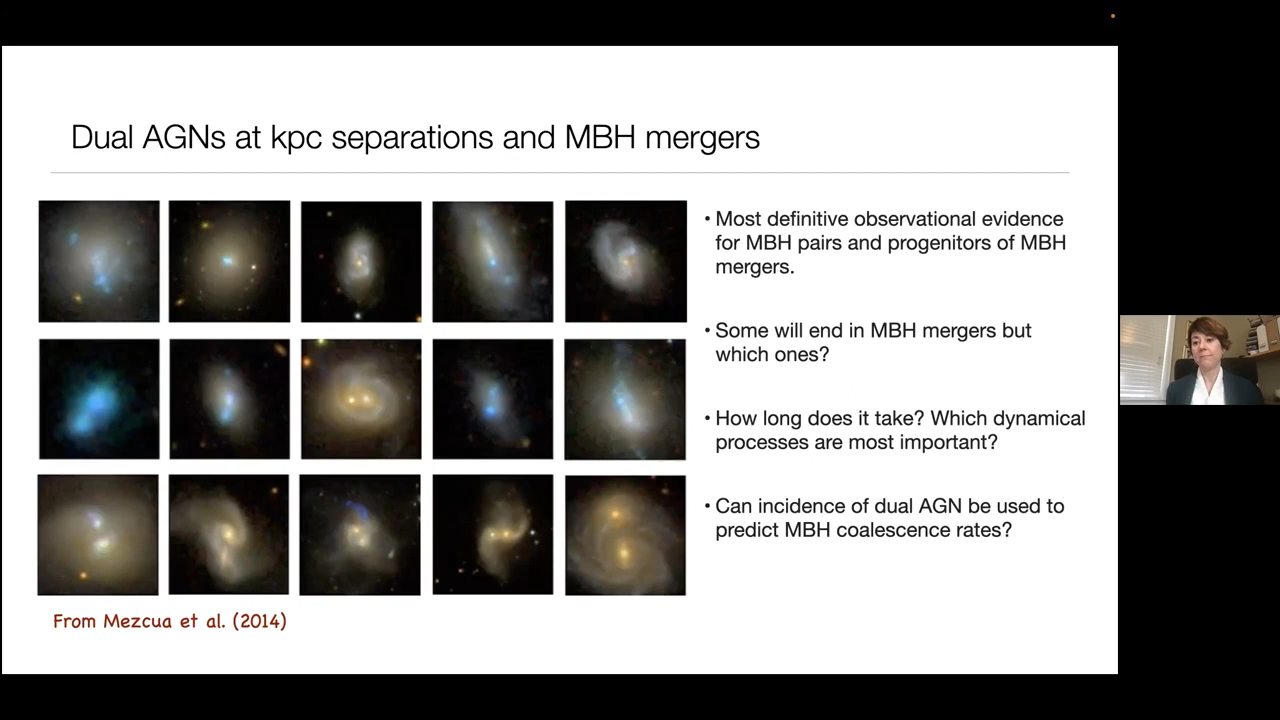 Dual AGNs at kpc separations and MBH mergers
• Most definitive observational evidence
for MBH pairs and progenitors of MBH
mergers.
• Some will end in MBH mergers but
which ones?
• How long does it take? Which dynamical
processes are most important?
• Can incidence of dual AGN be used to
predict MBH coalescence rates?
From Mezcua et al. (2014)